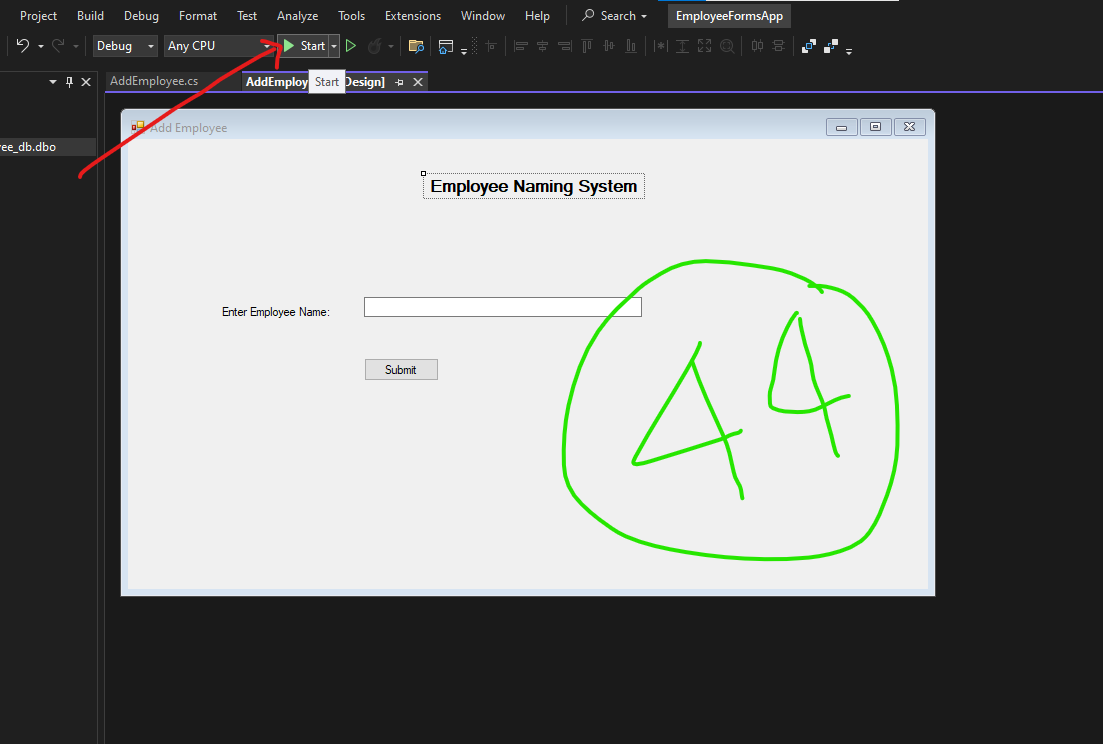 Project Build Debug Format Test Analyze Tools Extensions Window Help Search EmployeeFormsApp
Debug Any CPU Start
AddEmployee.cs AddEmploy Start Design]
Add Employee
ee_db.dbo
Employee Naming System
Enter Employee Name:
Submit
44